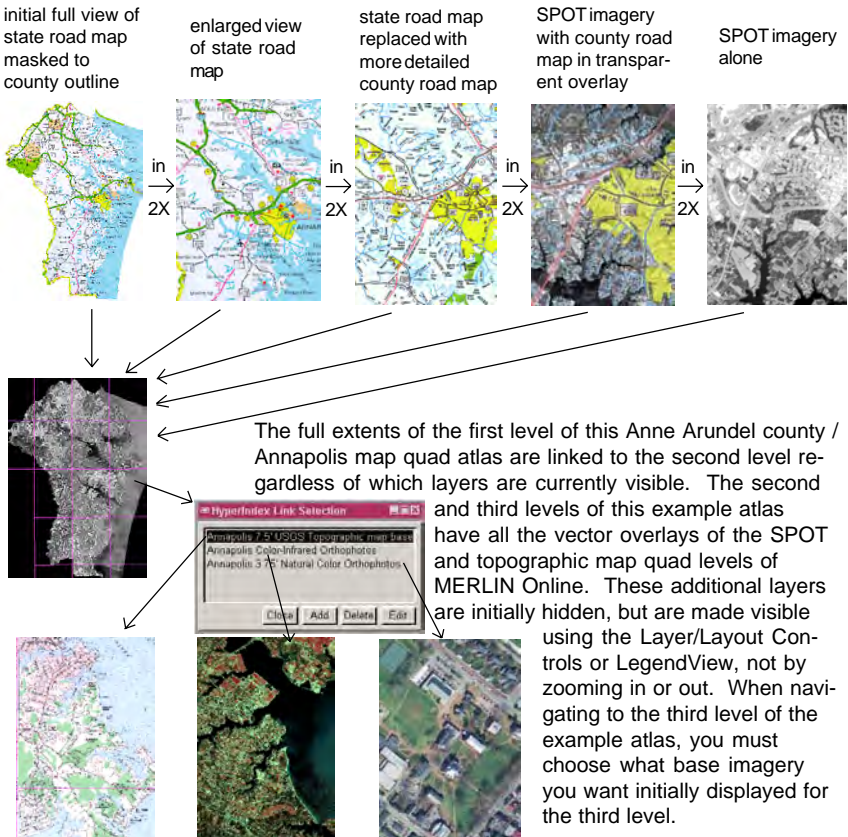 initial full view of
state road map
masked to
county outline
enlarged view
of state road
map
state road map
replaced with
more detailed
county road map
SPOT imagery
with county road
map in transpar-
ent overlay
SPOT imagery
alone
in
2X
in
2X
in
2X
in
2X
The full extents of the first level of this Anne Arundel county /
Annapolis map quad atlas are linked to the second level re-
gardless of which layers are currently visible. The second
and third levels of this example atlas
have all the vector overlays of the SPOT
and topographic map quad levels of
MERLIN Online. These additional layers
are initially hidden, but are made visible
using the Layer/Layout Con-
trols or LegendView, not by
zooming in or out. When navi-
gating to the third level of the
example atlas, you must
choose what base imagery
you want initially displayed for
the third level.
HyperIndex Link Selection
Annapolis 7.5' USGS Topographic map base
Annapolis Color-Infrared Orthophotos
Annapolis 3.75' Natural Color Orthophotos
Close Add Delete Edit